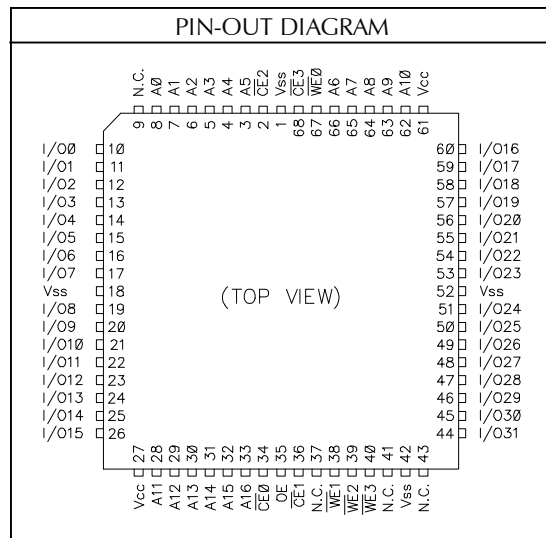 PIN-OUT DIAGRAM
N.C. A0 A1 A2 A3 A4 A5 CE2 Vss CE3 WE0 A6 A7 A8 A9 A10 Vcc
9 8 7 6 5 4 3 2 1 68 67 66 65 64 63 62 61
I/O0 10 60 I/O16
I/O1 11 59 I/O17
I/O2 12 58 I/O18
I/O3 13 57 I/O19
I/O4 14 56 I/O20
I/O5 15 55 I/O21
I/O6 16 54 I/O22
I/O7 17 53 I/O23
Vss 18 52 Vss
(TOP VIEW)
I/O8 19 51 I/O24
I/O9 20 50 I/O25
I/O10 21 49 I/O26
I/O11 22 48 I/O27
I/O12 23 47 I/O28
I/O13 24 46 I/O29
I/O14 25 45 I/O30
I/O15 26 44 I/O31
27 28 29 30 31 32 33 34 35 36 37 38 39 40 41 42 43
Vcc A11 A12 A13 A14 A15 A16 CE0 OE CE1 N.C. WE1 WE2 WE3 N.C. Vss N.C.